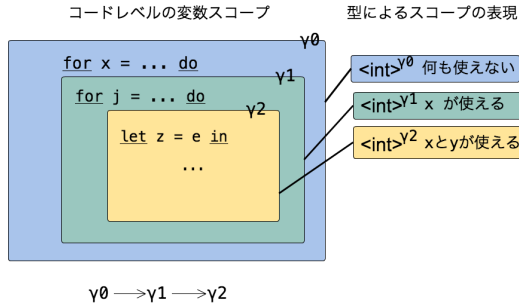 コードレベルの変数スコープ
型によるスコープの表現
γ0
for x = ... do
γ1
for j = ... do
γ2
let z = e in
...
<int>γ0 何も使えない
<int>γ1 x が使える
<int>γ2 xとyが使える
γ0 → γ1 → γ2